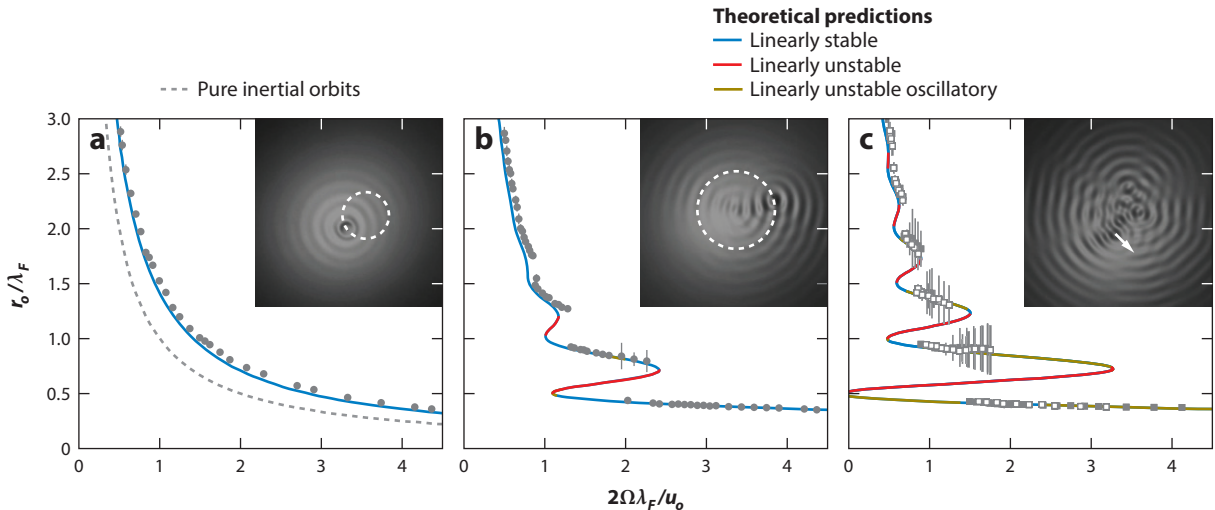 Theoretical predictions
Linearly stable
Linearly unstable
Linearly unstable oscillatory
Pure inertial orbits
a
b
c
3.0
2.5
2.0
1.5
1.0
0.5
0
r_o/λ_F
0 1 2 3 4
0 1 2 3 4
0 1 2 3 4
2Ωλ_F/u_o